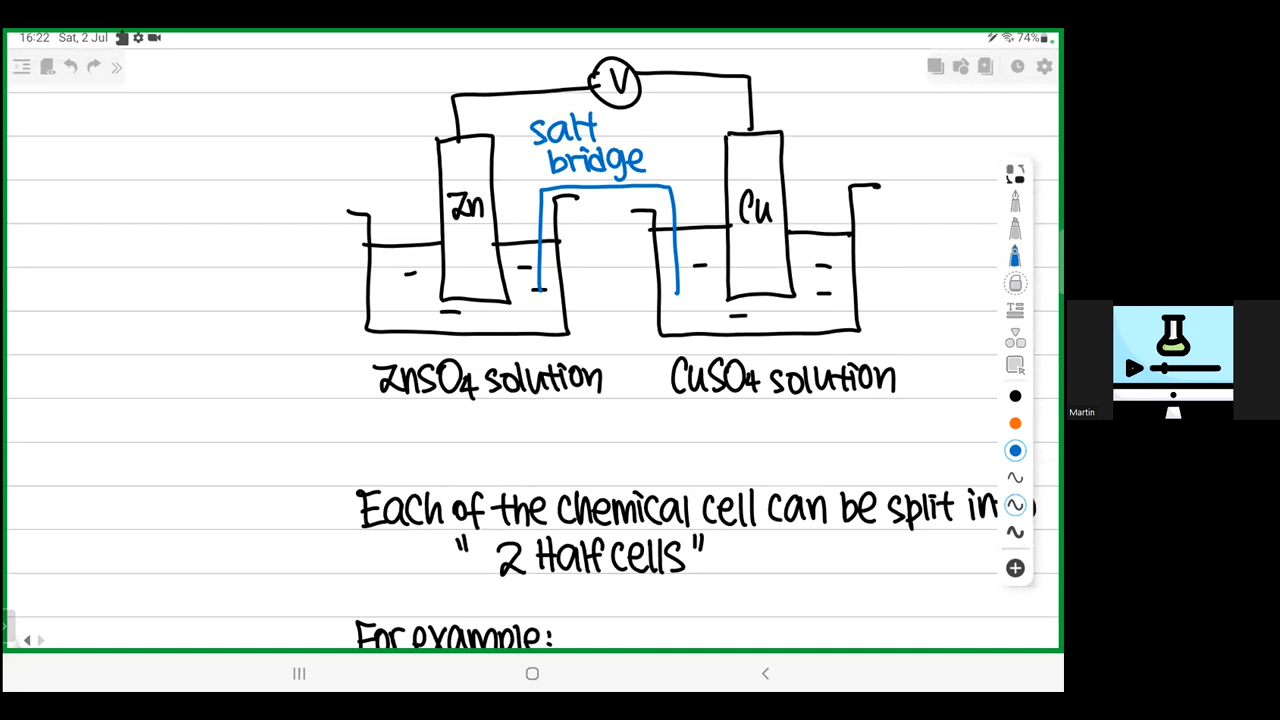 16:22 Sat, 2 Jul
74%
V
salt
bridge
Zn
Cu
ZnSO4 solution
CuSO4 solution
Each of the chemical cell can be split in
" 2 Half cells "
For example:
Martin